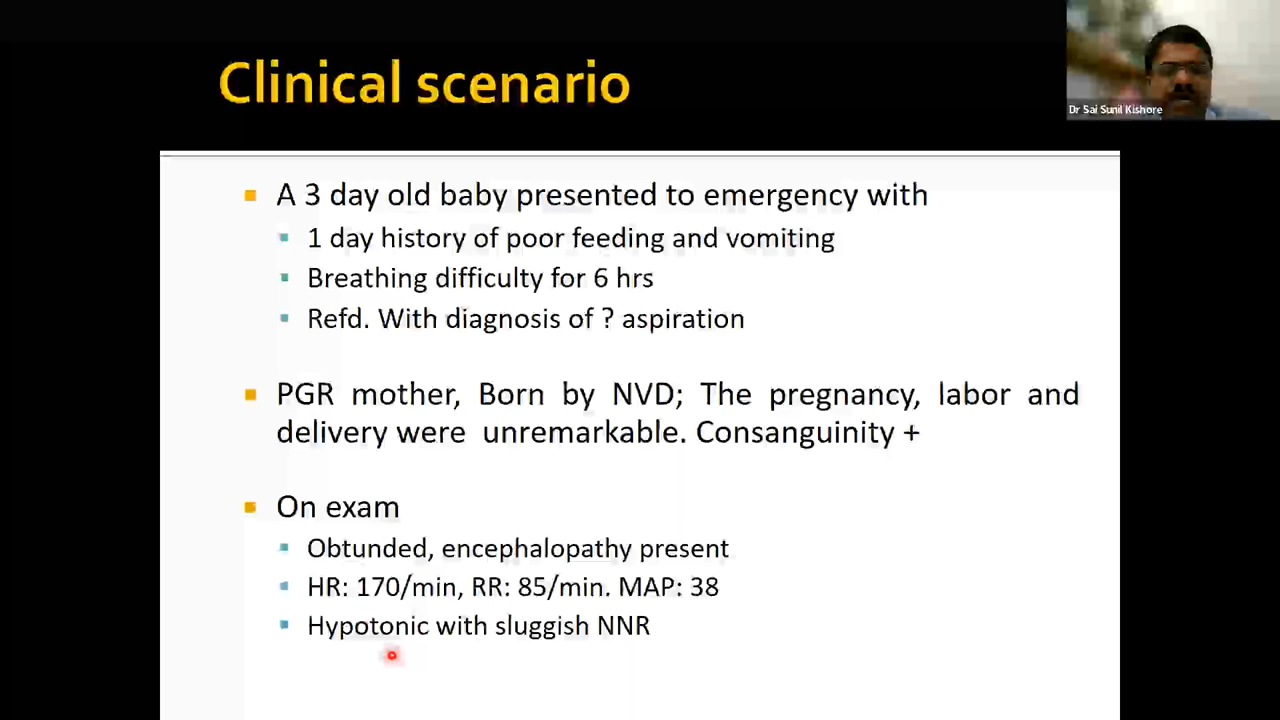 Clinical scenario
Dr Sai Sunil Kishore
A 3 day old baby presented to emergency with
1 day history of poor feeding and vomiting
Breathing difficulty for 6 hrs
Refd. With diagnosis of ? aspiration
PGR mother, Born by NVD; The pregnancy, labor and
delivery were unremarkable. Consanguinity +
On exam
Obtunded, encephalopathy present
HR: 170/min, RR: 85/min. MAP: 38
Hypotonic with sluggish NNR